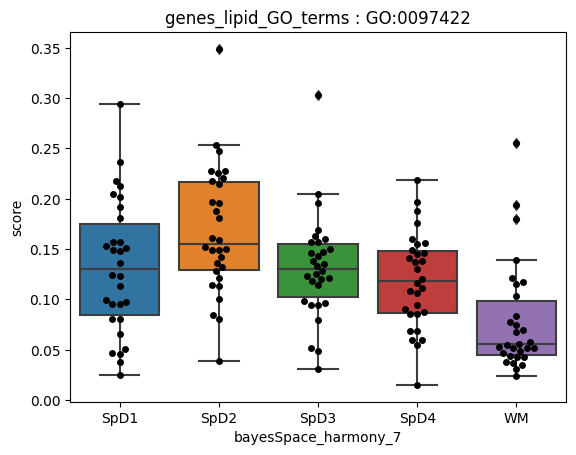 genes_lipid_GO_terms : GO:0097422
score
0.35
0.30
0.25
0.20
0.15
0.10
0.05
0.00
SpD1 SpD2 SpD3 SpD4 WM
bayesSpace_harmony_7